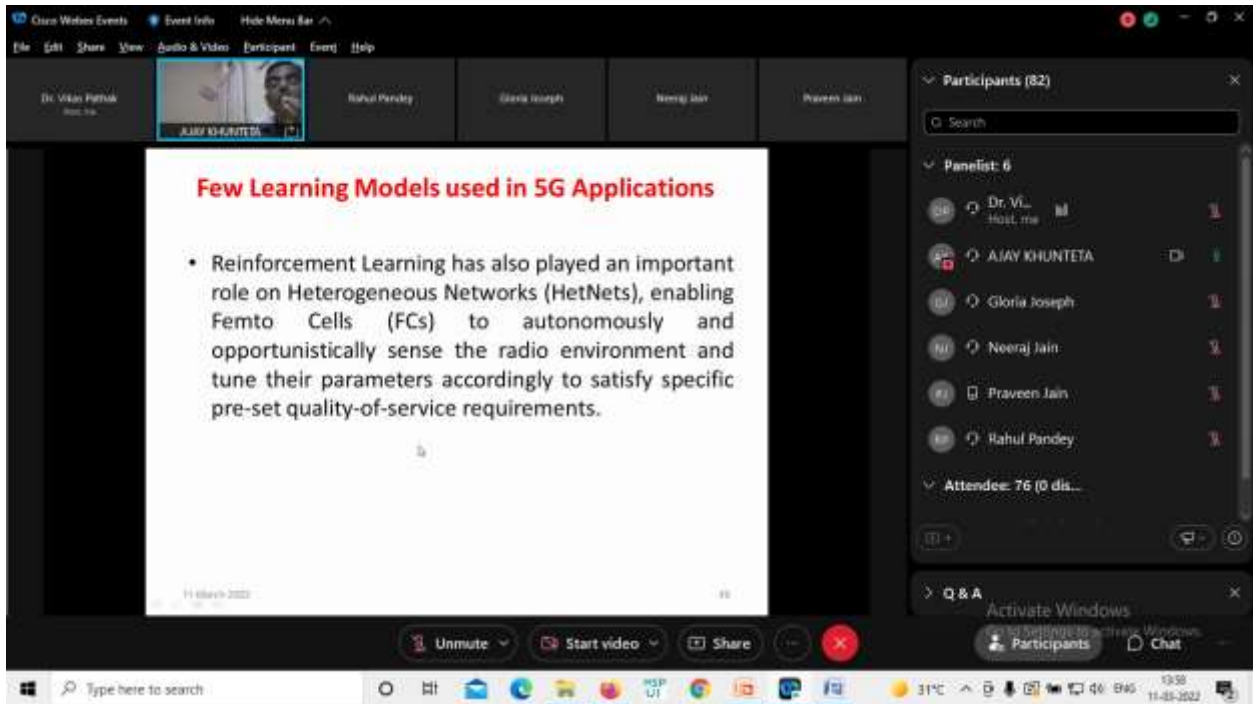 Cisco Webex Events Event Info Hide Menu Bar
File Edit Share View Audio & Video Participant Event Help
Dr. Vikas Pathak
Host, me
AJAY KHUNTETA
Rahul Pandey
Gloria Joseph
Neeraj Jain
Praveen Jain
Few Learning Models used in 5G Applications
• Reinforcement Learning has also played an important
role on Heterogeneous Networks (HetNets), enabling
Femto Cells (FCs) to autonomously and
opportunistically sense the radio environment and
tune their parameters accordingly to satisfy specific
pre-set quality-of-service requirements.
11 March 2022
Participants (82)
Search
Panelist: 6
Dr. Vi...
Host, me
AJAY KHUNTETA
Gloria Joseph
Neeraj Jain
Praveen Jain
Rahul Pandey
Attendee: 76 (0 dis...
Q & A
Activate Windows
Unmute Start video Share Participants Chat
Type here to search
31°C ENG 13:58
11-03-2022